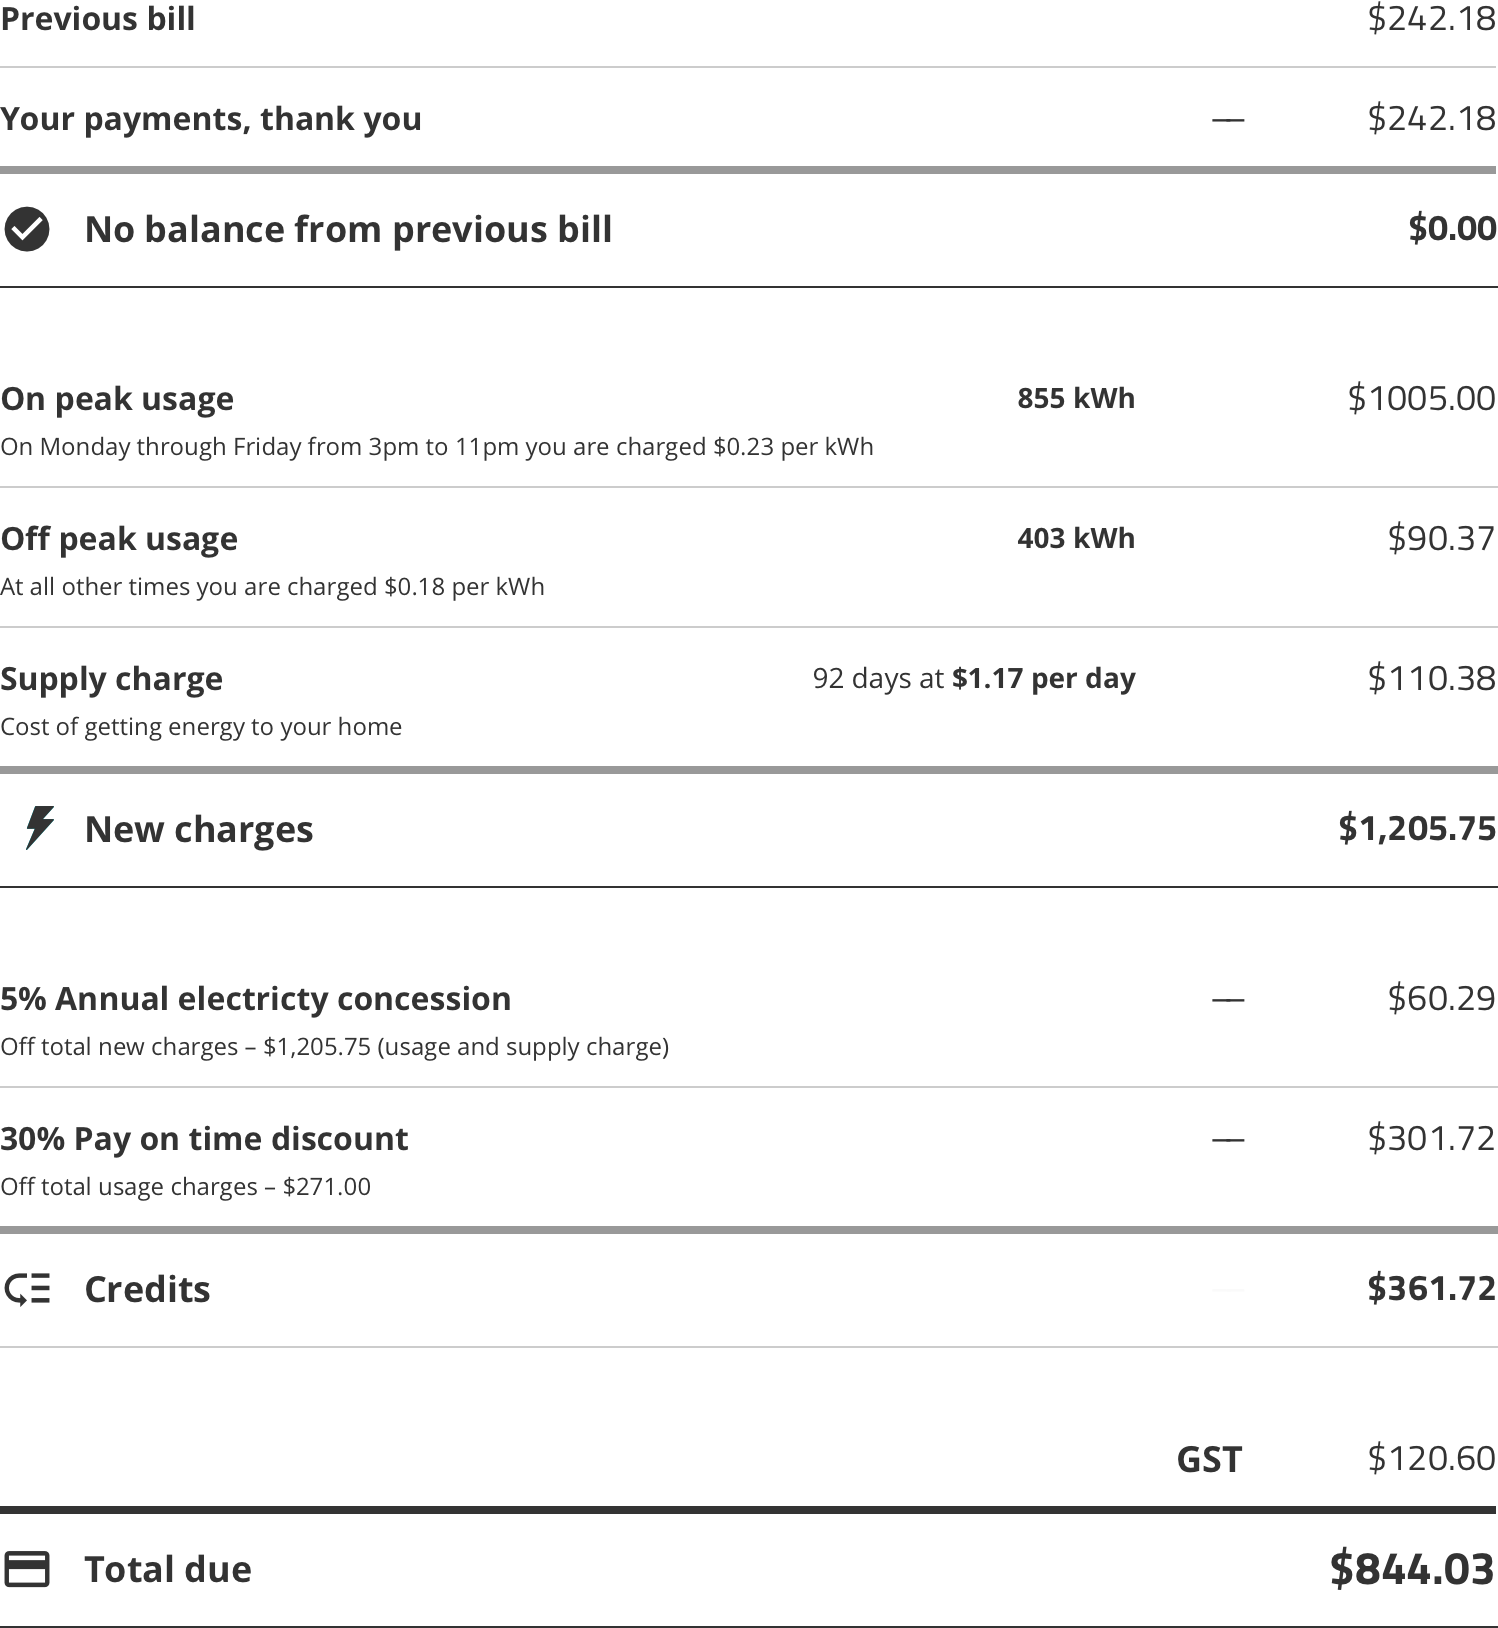 Previous bill $242.18
Your payments, thank you — $242.18
No balance from previous bill $0.00
On peak usage 855 kWh $1005.00
On Monday through Friday from 3pm to 11pm you are charged $0.23 per kWh
Off peak usage 403 kWh $90.37
At all other times you are charged $0.18 per kWh
Supply charge 92 days at $1.17 per day $110.38
Cost of getting energy to your home
New charges $1,205.75
5% Annual electricty concession — $60.29
Off total new charges – $1,205.75 (usage and supply charge)
30% Pay on time discount — $301.72
Off total usage charges – $271.00
Credits — $361.72
GST $120.60
Total due $844.03